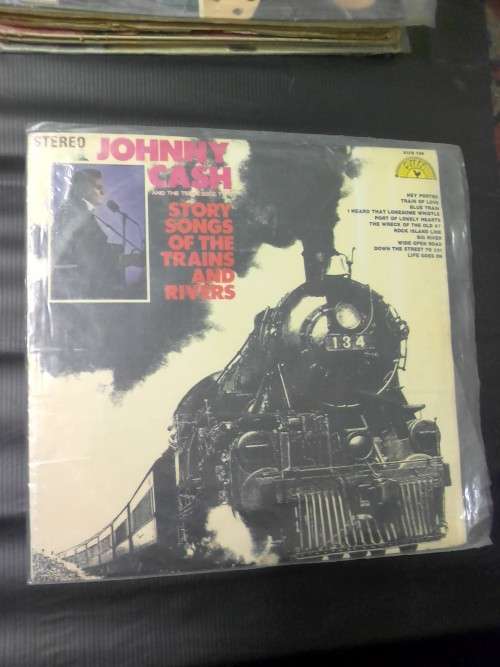 STEREO
JOHNNY
CASH
AND THE
STORY
SONGS
OF THE
TRAINS
AND
RIVERS
SUN 104
HEY PORTER
TRAIN OF LOVE
BLUE TRAIN
I HEARD THAT LONESOME WHISTLE
PORT OF LONELY HEARTS
THE WRECK OF THE OLD 97
ROCK ISLAND LINE
BIG RIVER
WIDE OPEN ROAD
DOWN THE STREET TO 301
LIFE GOES ON
134